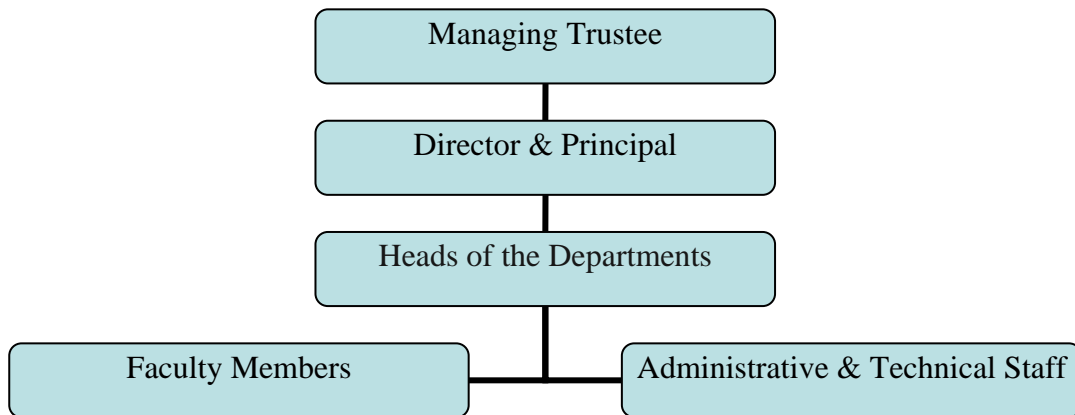 Managing Trustee
Director & Principal
Heads of the Departments
Faculty Members
Administrative & Technical Staff